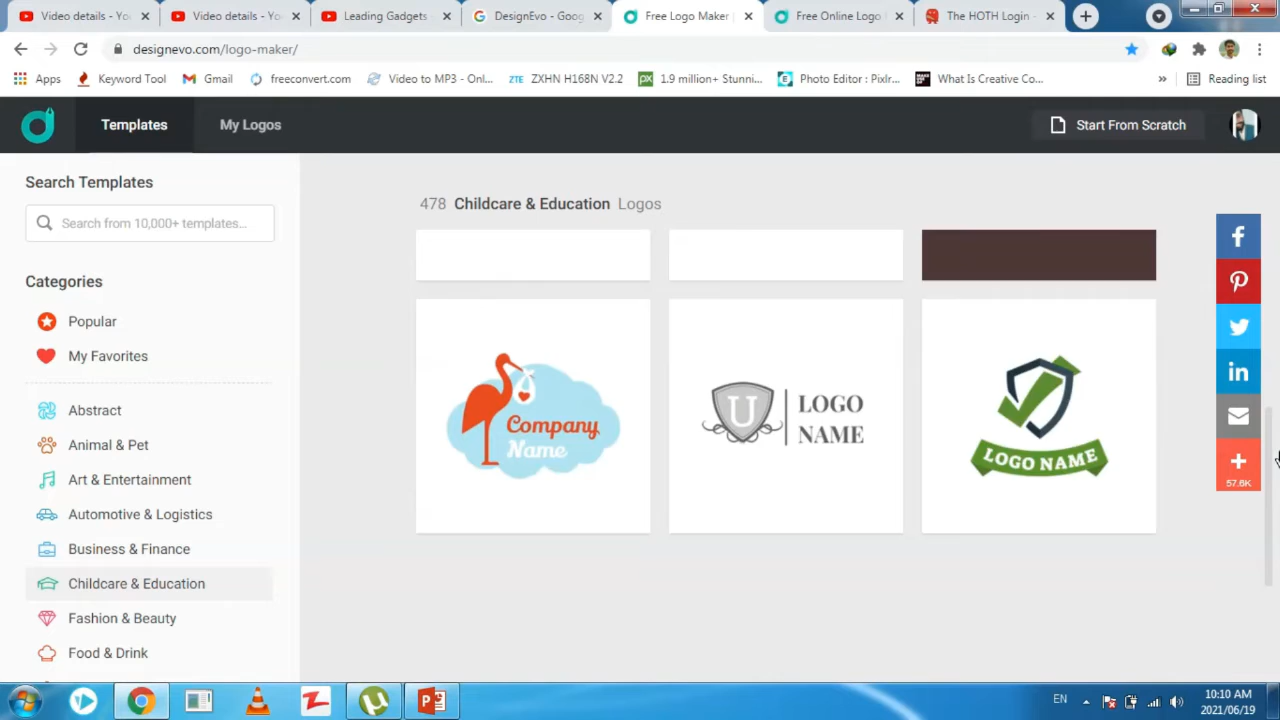 Video details - Yo
Video details - Yo
Leading Gadgets
DesignEvo - Goog
Free Logo Maker
Free Online Logo
The HOTH Login -
designevo.com/logo-maker/
Apps
Keyword Tool
Gmail
freeconvert.com
Video to MP3 - Onl...
ZTE
ZXHN H168N V2.2
px
1.9 million+ Stunni...
Photo Editor : Pixlr...
What Is Creative Co...
»
Reading list
Templates
My Logos
Start From Scratch
Search Templates
Search from 10,000+ templates...
478 Childcare & Education Logos
Categories
Popular
My Favorites
Abstract
Animal & Pet
Art & Entertainment
Automotive & Logistics
Business & Finance
Childcare & Education
Fashion & Beauty
Food & Drink
Company
Name
U
LOGO
NAME
LOGO NAME
57.6K
EN
10:10 AM
2021/06/19